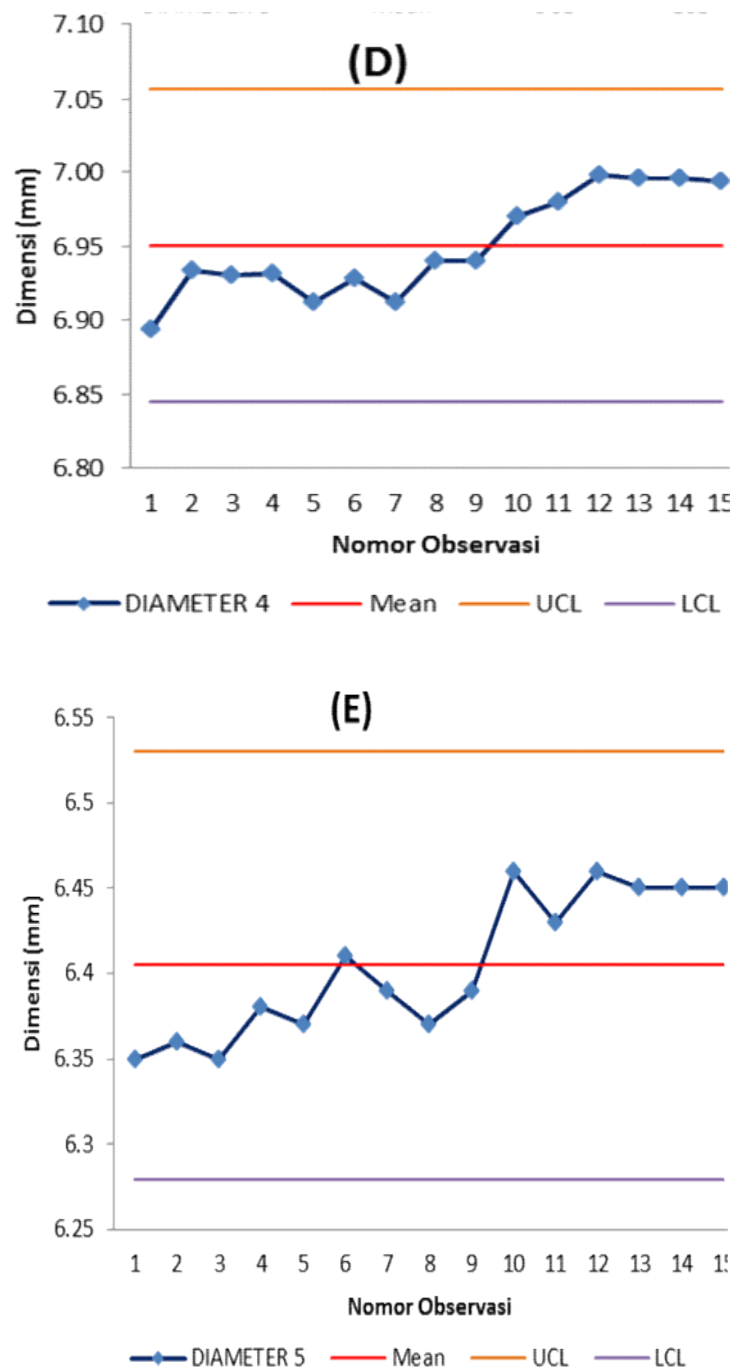 7.10
(D)
7.05
7.00
6.95
6.90
6.85
6.80
Dimensi (mm)
1 2 3 4 5 6 7 8 9 10 11 12 13 14 15
Nomor Observasi
DIAMETER 4 Mean UCL LCL
(E)
6.55
6.5
6.45
6.4
6.35
6.3
6.25
Dimensi (mm)
1 2 3 4 5 6 7 8 9 10 11 12 13 14 15
Nomor Observasi
DIAMETER 5 Mean UCL LCL